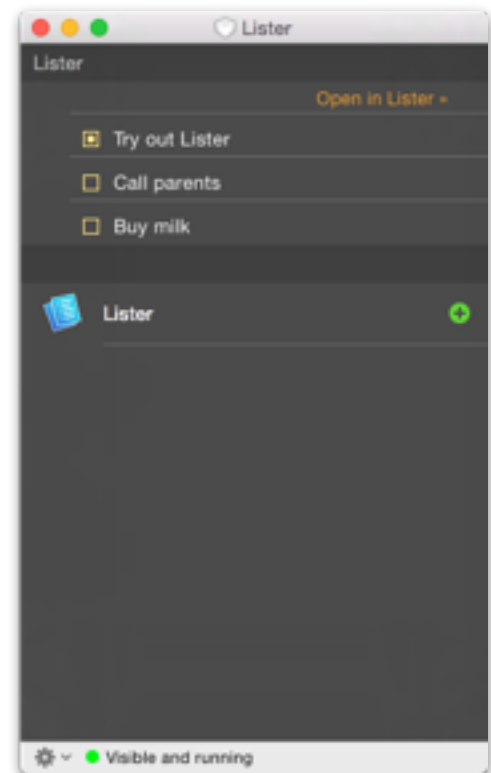 Lister
Lister
Open in Lister »
Try out Lister
Call parents
Buy milk
Lister
Visible and running